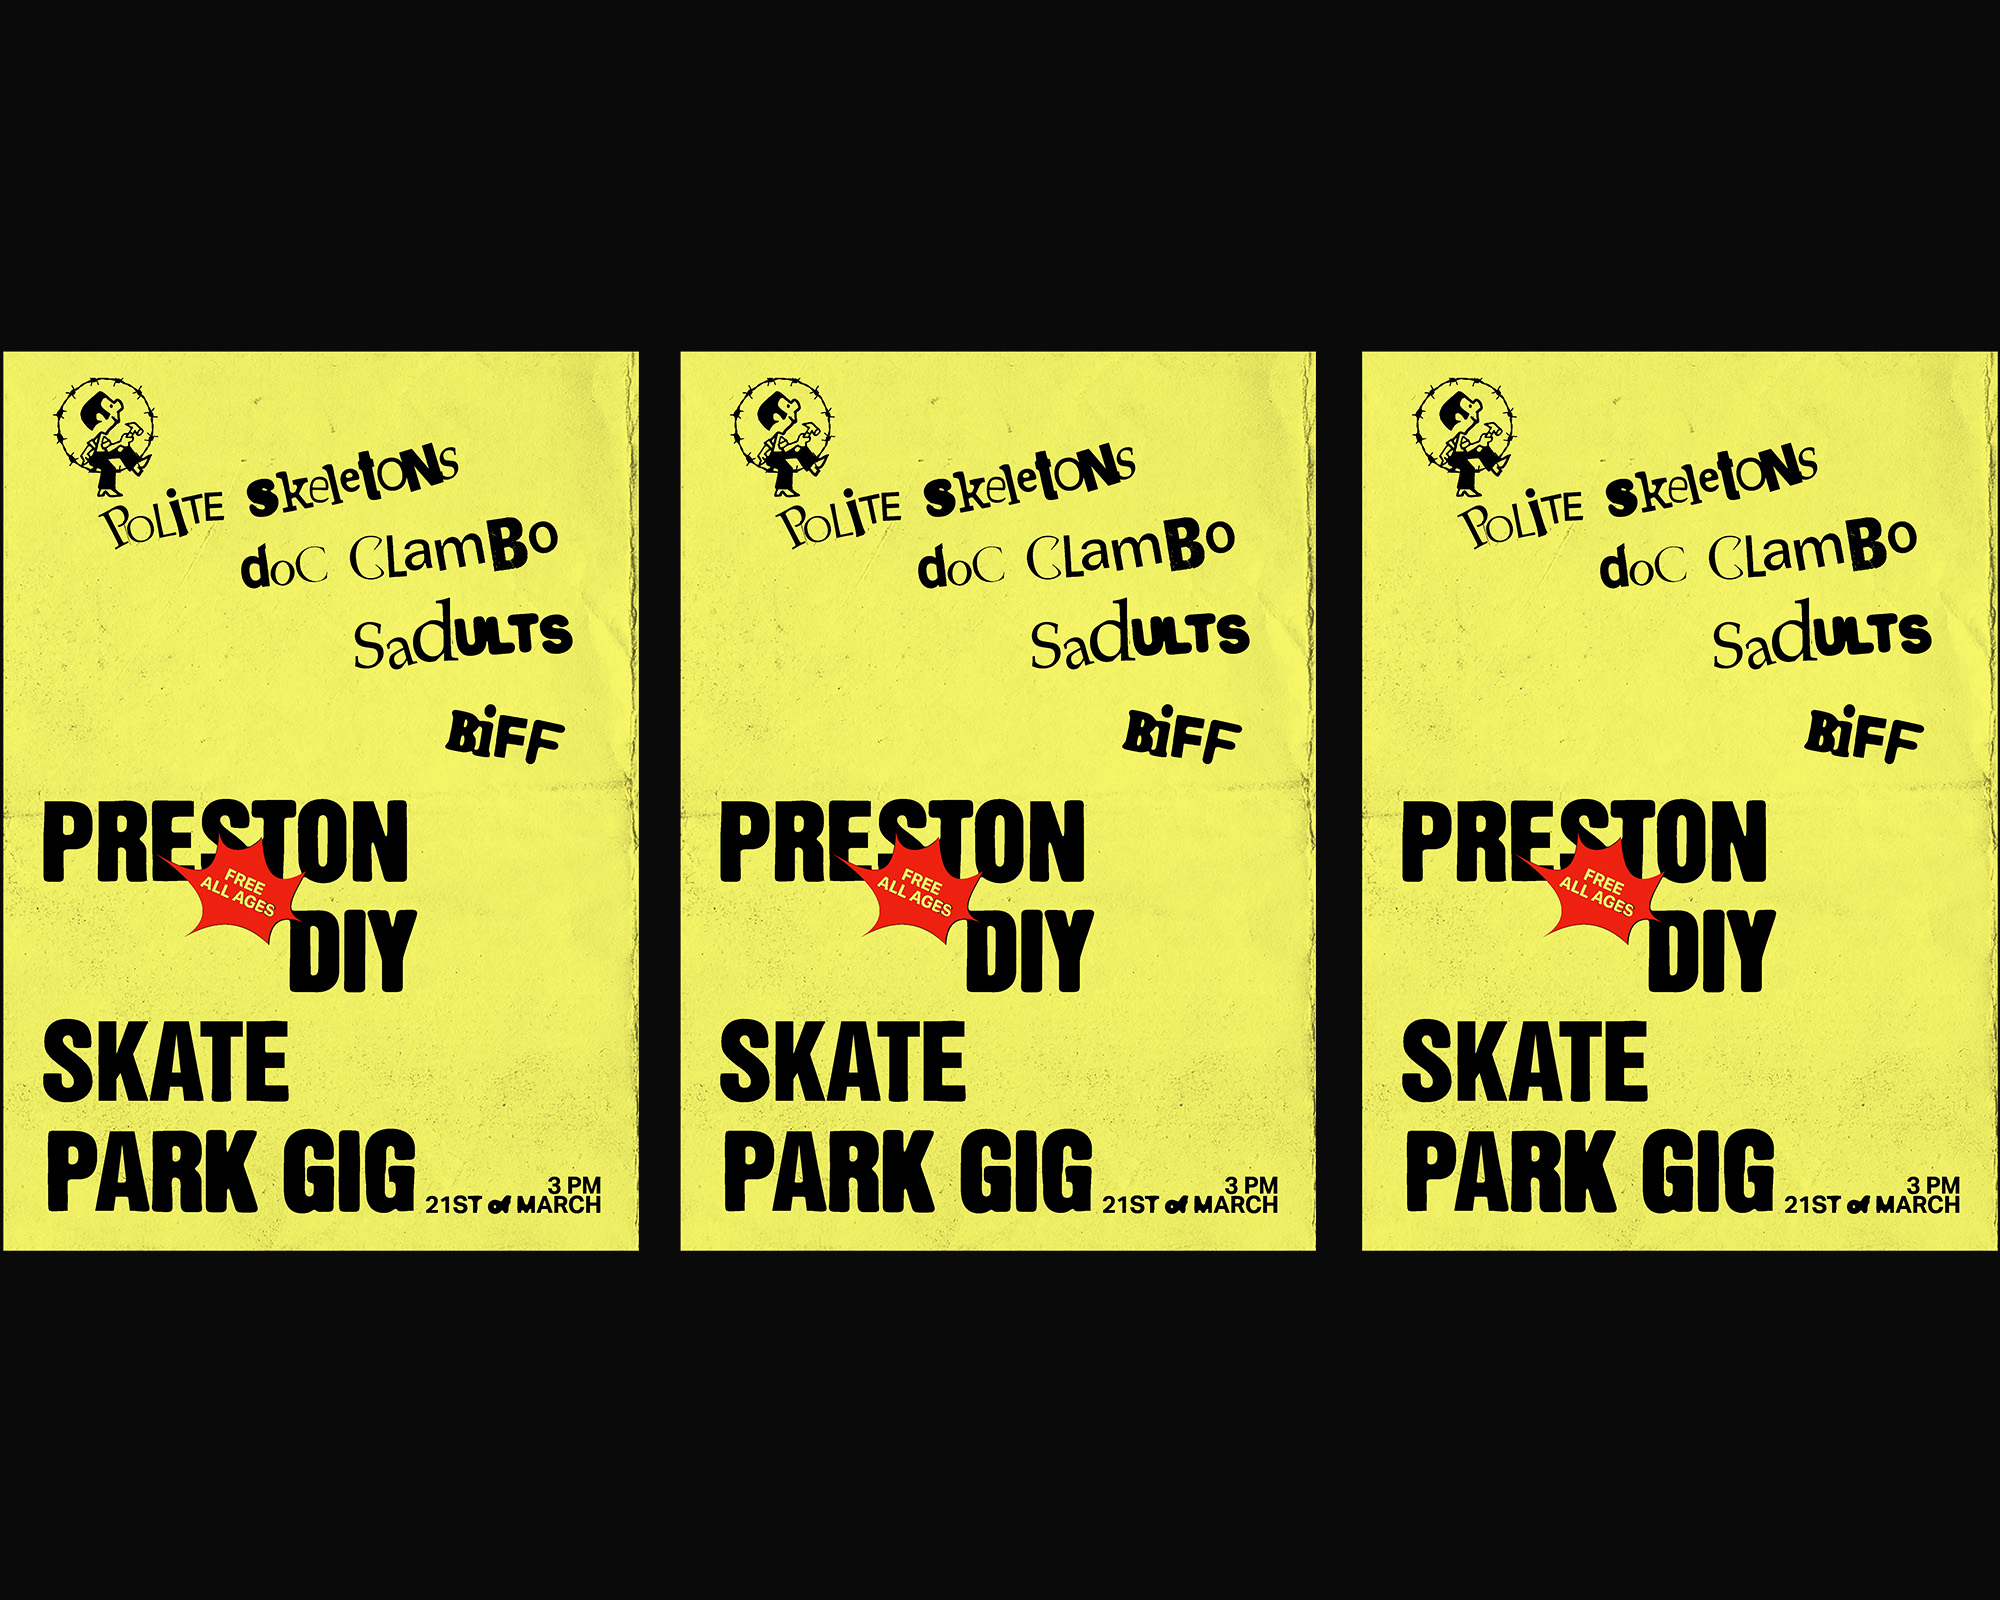 POLiTE skeletoNs
doC CLamBo
SadULTS
BiFF
PRESTON
FREE
ALL AGES
DIY
SKATE
PARK GIG
3 PM
21ST of MARCH
POLiTE skeletoNs
doC CLamBo
SadULTS
BiFF
PRESTON
FREE
ALL AGES
DIY
SKATE
PARK GIG
3 PM
21ST of MARCH
POLiTE skeletoNs
doC CLamBo
SadULTS
BiFF
PRESTON
FREE
ALL AGES
DIY
SKATE
PARK GIG
3 PM
21ST of MARCH